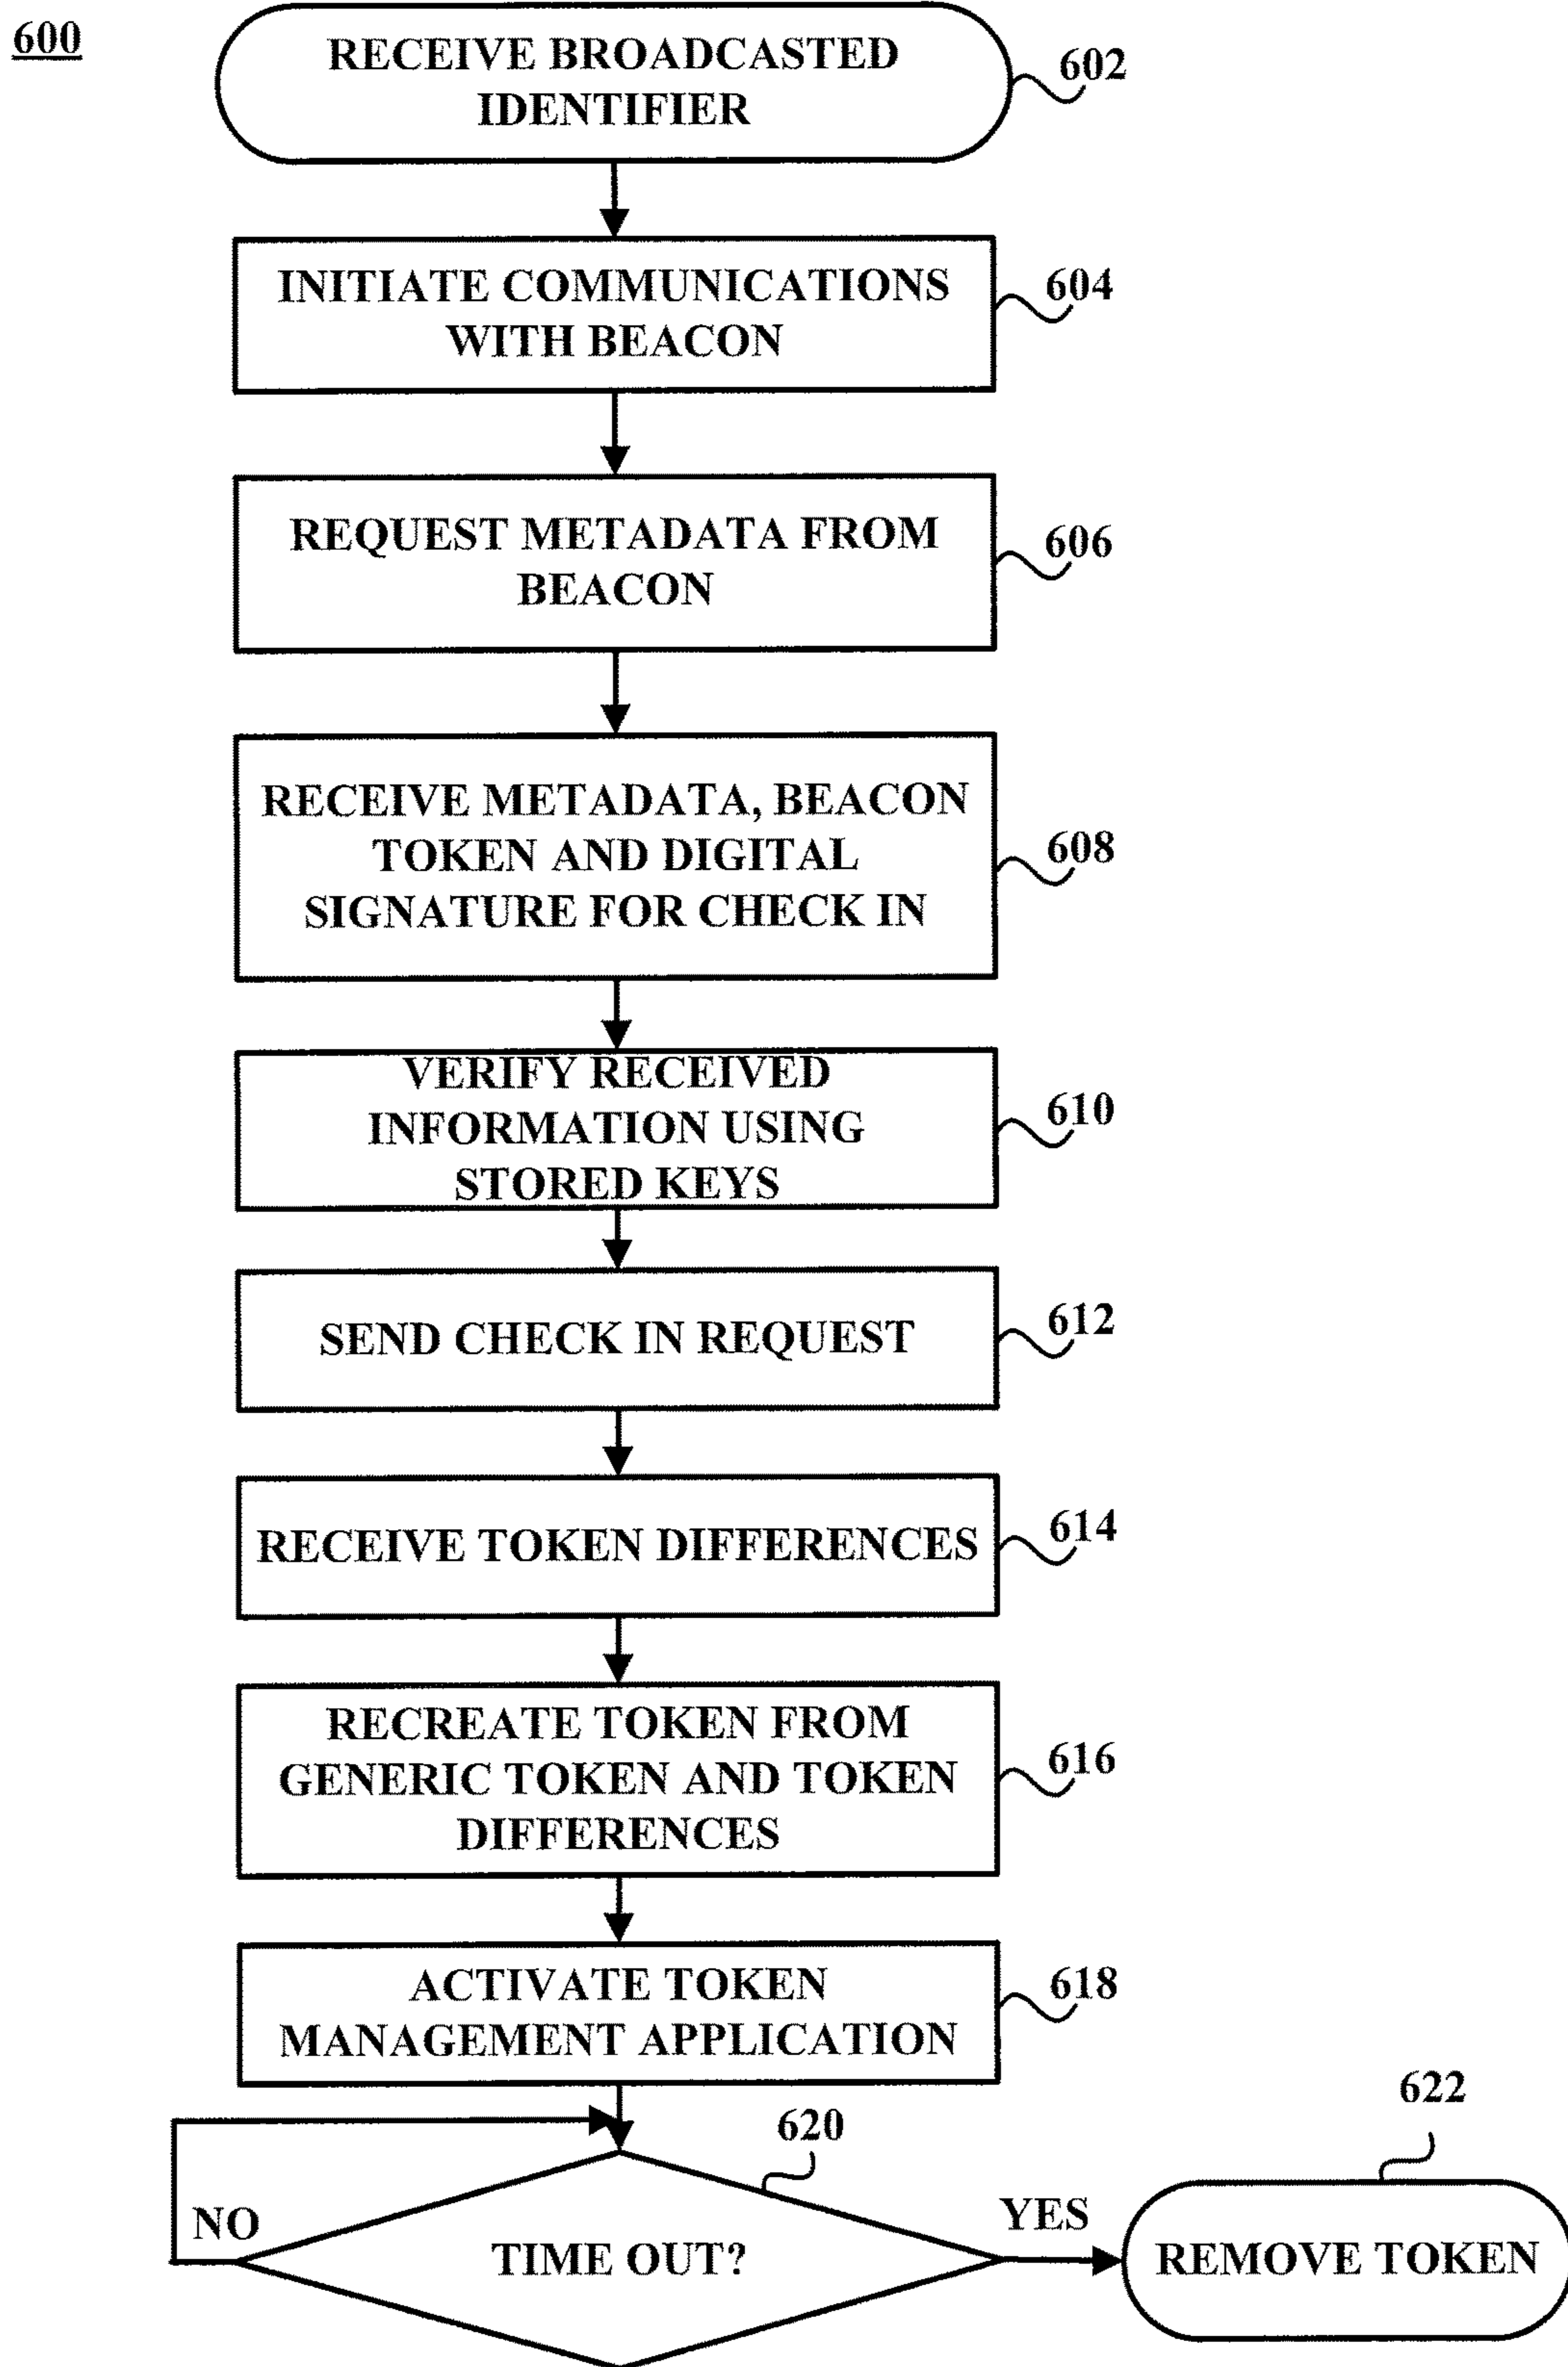 600
RECEIVE BROADCASTED
IDENTIFIER
602
INITIATE COMMUNICATIONS
WITH BEACON
604
REQUEST METADATA FROM
BEACON
606
RECEIVE METADATA, BEACON
TOKEN AND DIGITAL
SIGNATURE FOR CHECK IN
608
VERIFY RECEIVED
INFORMATION USING
STORED KEYS
610
SEND CHECK IN REQUEST
612
RECEIVE TOKEN DIFFERENCES
614
RECREATE TOKEN FROM
GENERIC TOKEN AND TOKEN
DIFFERENCES
616
ACTIVATE TOKEN
MANAGEMENT APPLICATION
618
620
622
NO
YES
TIME OUT?
REMOVE TOKEN